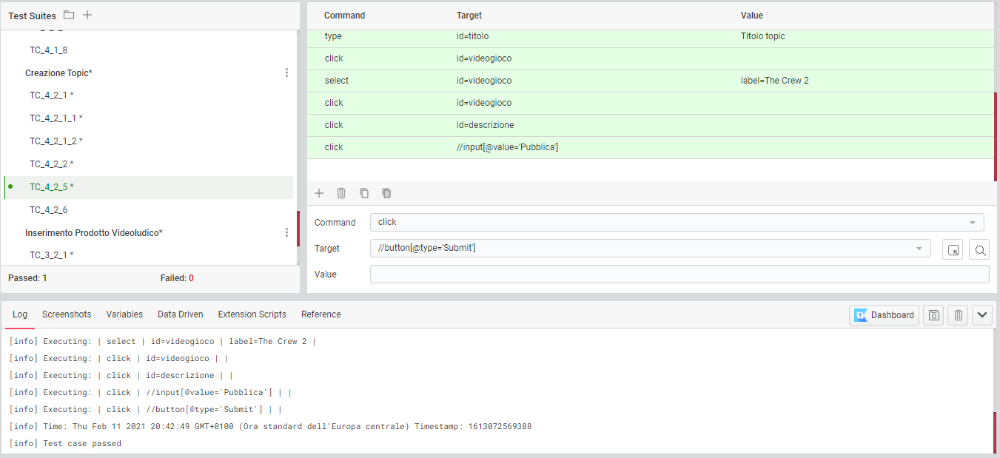 Test Suites
TC_4_1_8
Creazione Topic*
TC_4_2_1 *
TC_4_2_1_1 *
TC_4_2_1_2 *
TC_4_2_2 *
TC_4_2_5 *
TC_4_2_6
Inserimento Prodotto Videoludico*
TC_3_2_1 *
Passed: 1 Failed: 0
Command Target Value
type id=titolo Titolo topic
click id=videogioco
select id=videogioco label=The Crew 2
click id=videogioco
click id=descrizione
click //input[@value='Pubblica']
Command click
Target //button[@type='Submit']
Value
Log Screenshots Variables Data Driven Extension Scripts Reference Dashboard
[info] Executing: | select | id=videogioco | label=The Crew 2 |
[info] Executing: | click | id=videogioco | |
[info] Executing: | click | id=descrizione | |
[info] Executing: | click | //input[@value='Pubblica'] | |
[info] Executing: | click | //button[@type='Submit'] | |
[info] Time: Thu Feb 11 2021 20:42:49 GMT+0100 (Ora standard dell'Europa centrale) Timestamp: 1613072569388
[info] Test case passed